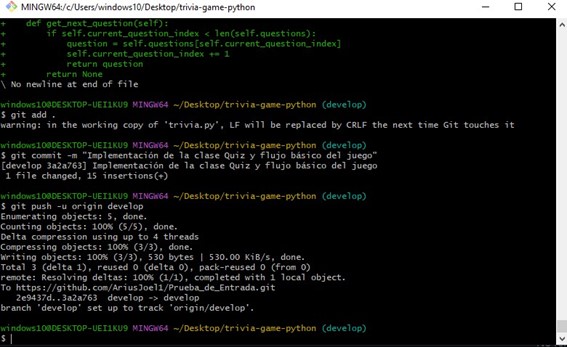 MINGW64:/c/Users/windows10/Desktop/trivia-game-python
+    def get_next_question(self):
+        if self.current_question_index < len(self.questions):
+            question = self.questions[self.current_question_index]
+            self.current_question_index += 1
+            return question
+        return None
\ No newline at end of file
windows10@DESKTOP-UEI1KU9 MINGW64 ~/Desktop/trivia-game-python (develop)
$ git add .
warning: in the working copy of 'trivia.py', LF will be replaced by CRLF the next time Git touches it
windows10@DESKTOP-UEI1KU9 MINGW64 ~/Desktop/trivia-game-python (develop)
$ git commit -m "Implementación de la clase Quiz y flujo básico del juego"
[develop 3a2a763] Implementación de la clase Quiz y flujo básico del juego
 1 file changed, 15 insertions(+)
windows10@DESKTOP-UEI1KU9 MINGW64 ~/Desktop/trivia-game-python (develop)
$ git push -u origin develop
Enumerating objects: 5, done.
Counting objects: 100% (5/5), done.
Delta compression using up to 4 threads
Compressing objects: 100% (3/3), done.
Writing objects: 100% (3/3), 530 bytes | 530.00 KiB/s, done.
Total 3 (delta 1), reused 0 (delta 0), pack-reused 0 (from 0)
remote: Resolving deltas: 100% (1/1), completed with 1 local object.
To https://github.com/AriusJoel1/Prueba_de_Entrada.git
   2e9437d..3a2a763  develop -> develop
branch 'develop' set up to track 'origin/develop'.
windows10@DESKTOP-UEI1KU9 MINGW64 ~/Desktop/trivia-game-python (develop)
$